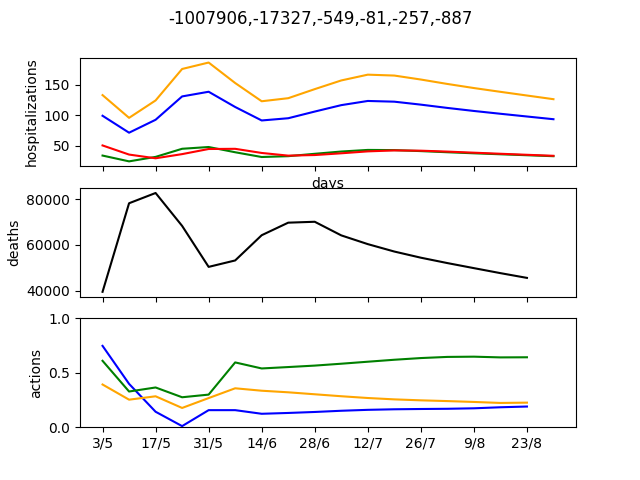 -1007906,-17327,-549,-81,-257,-887
hospitalizations
150
100
50
days
deaths
80000
60000
40000
actions
1.0
0.5
0.0
3/5 17/5 31/5 14/6 28/6 12/7 26/7 9/8 23/8